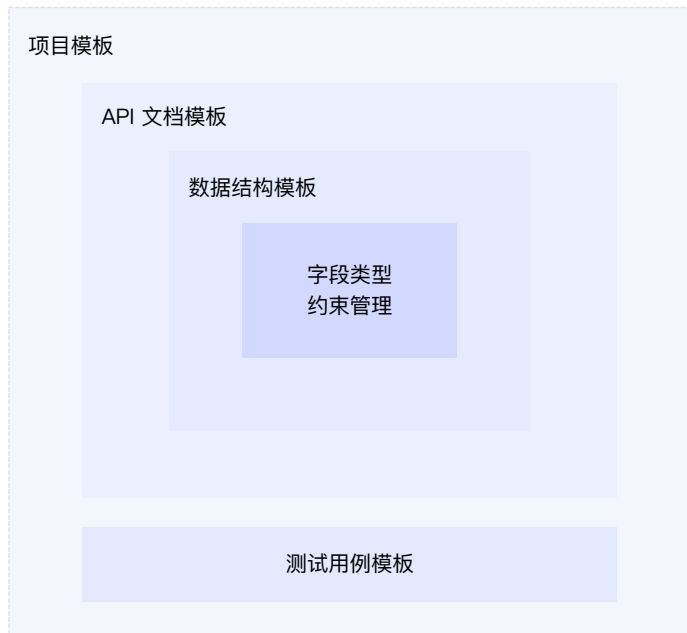 项目模板
API 文档模板
数据结构模板
字段类型
约束管理
测试用例模板